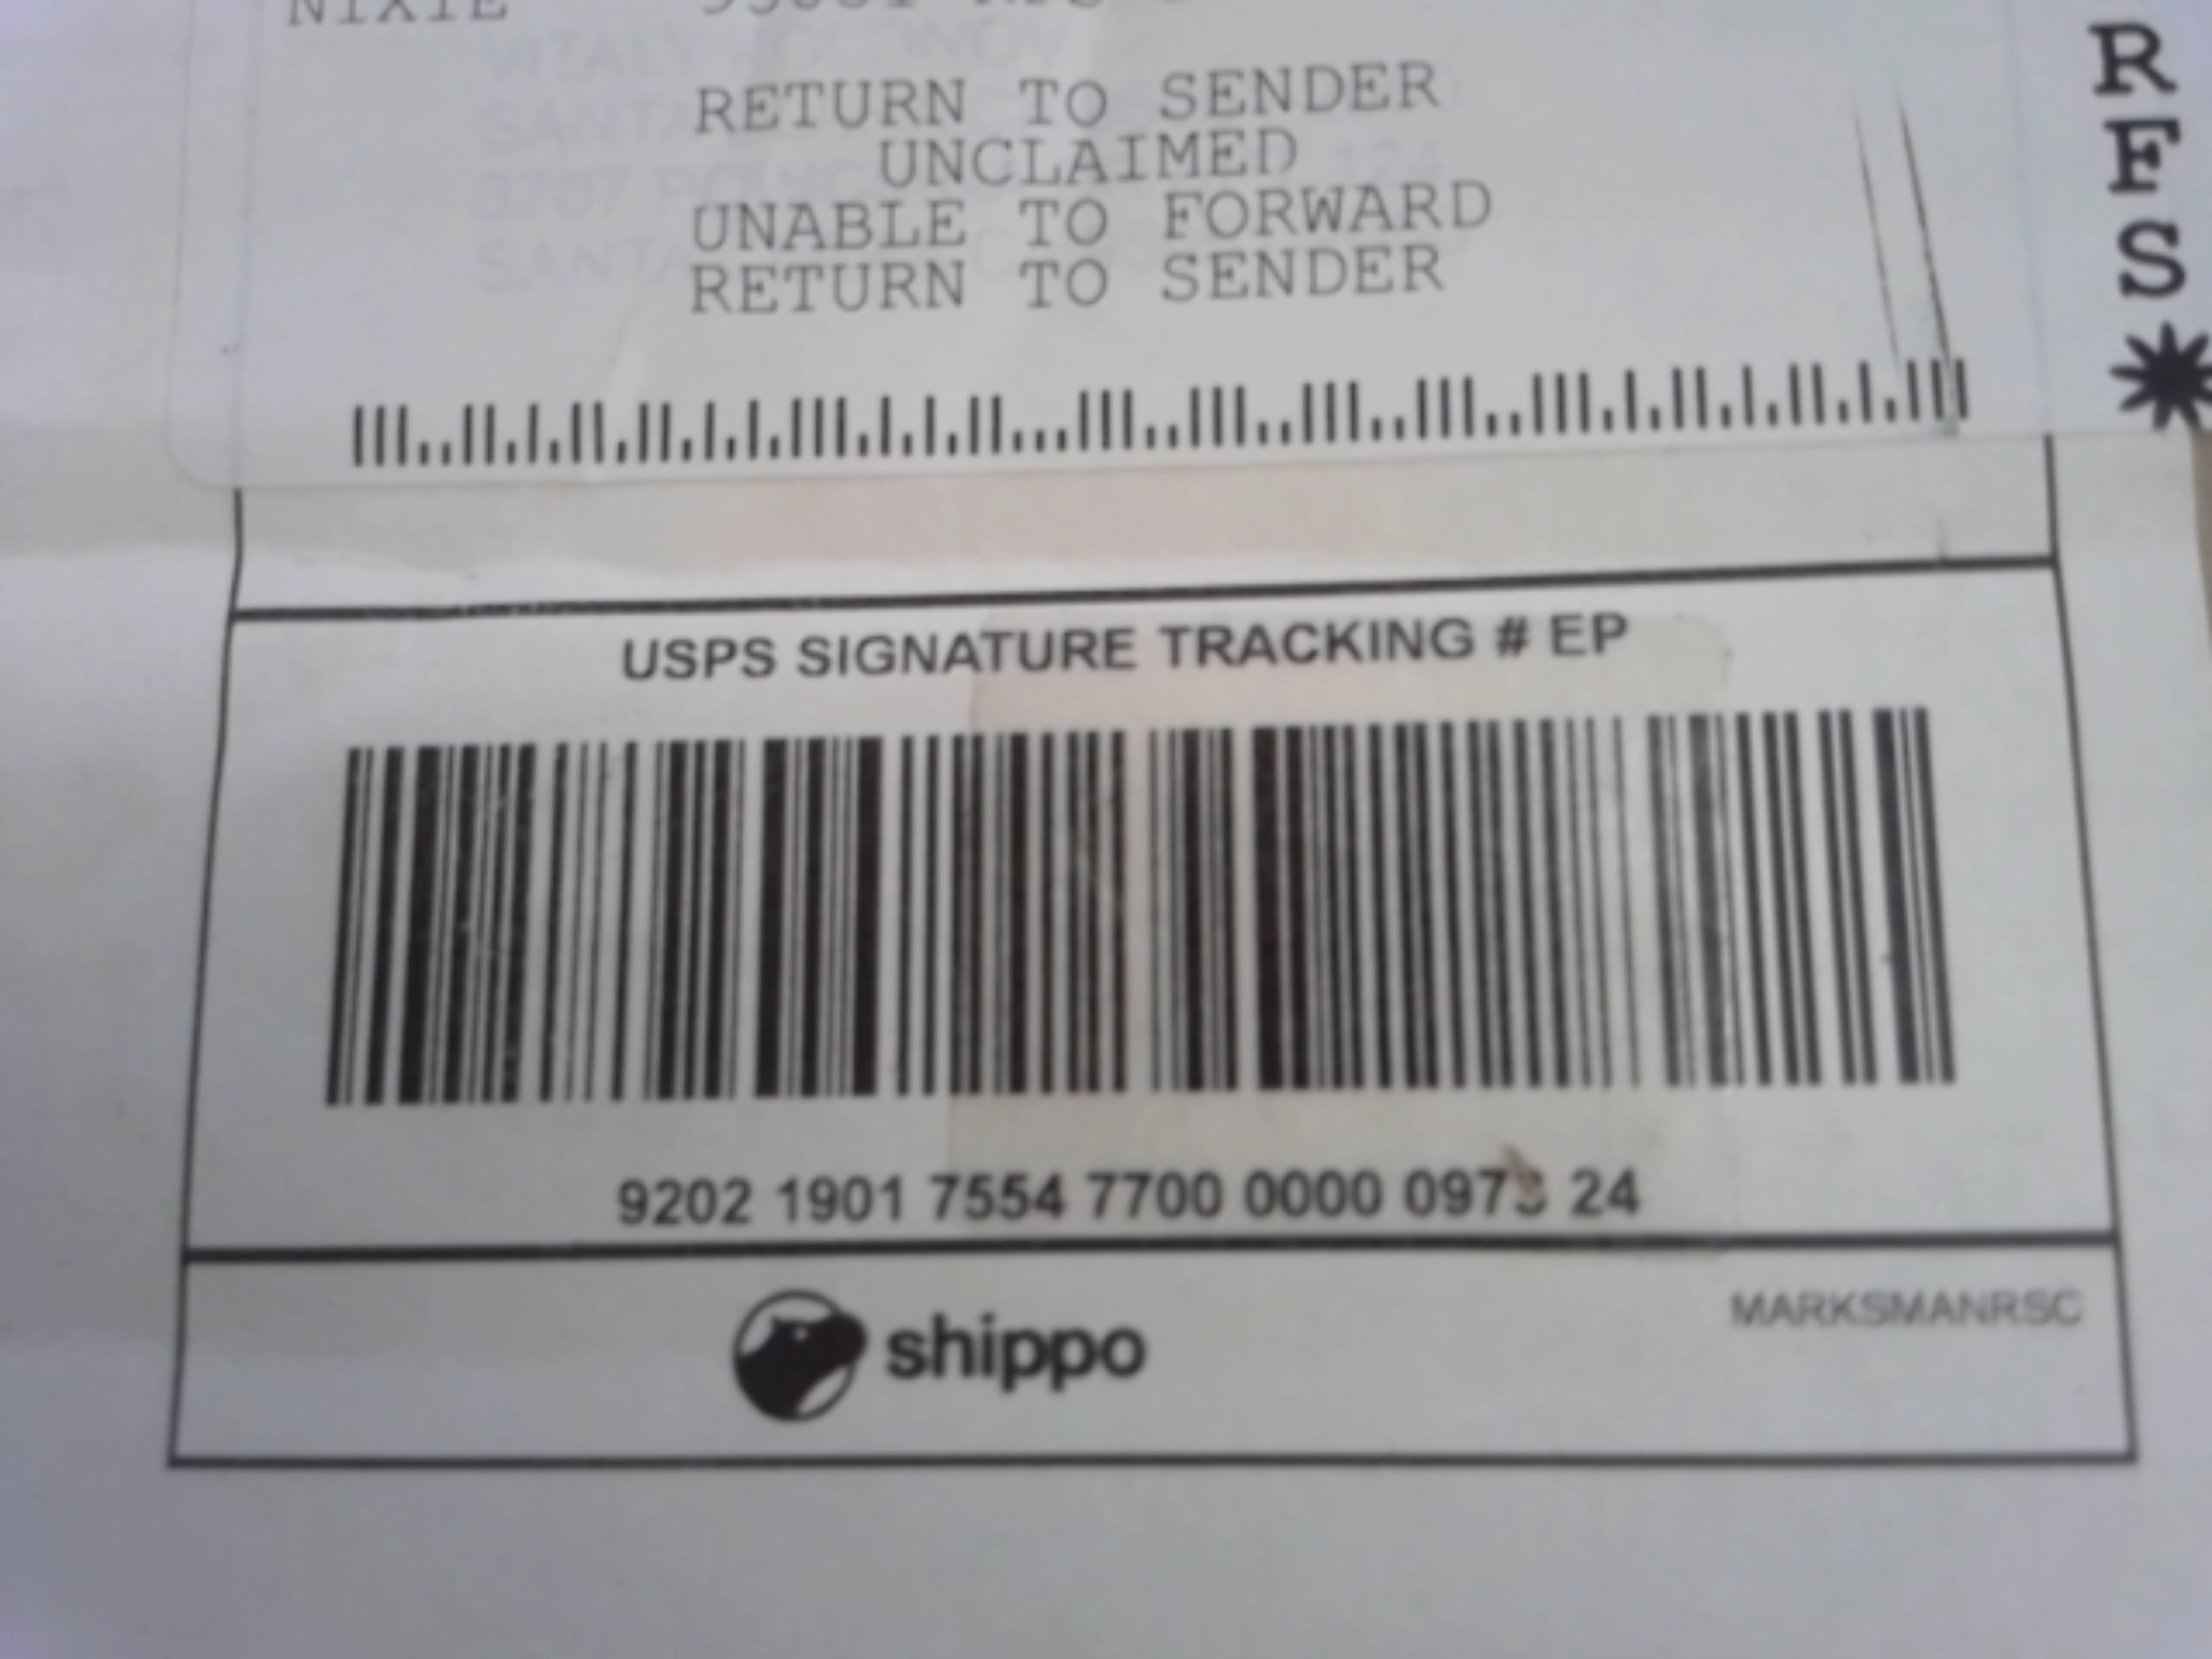 NIXIE
RETURN TO SENDER
UNCLAIMED
UNABLE TO FORWARD
RETURN TO SENDER
R
F
S
USPS SIGNATURE TRACKING # EP
9202 1901 7554 7700 0000 24
shippo
MARKSMANRSC